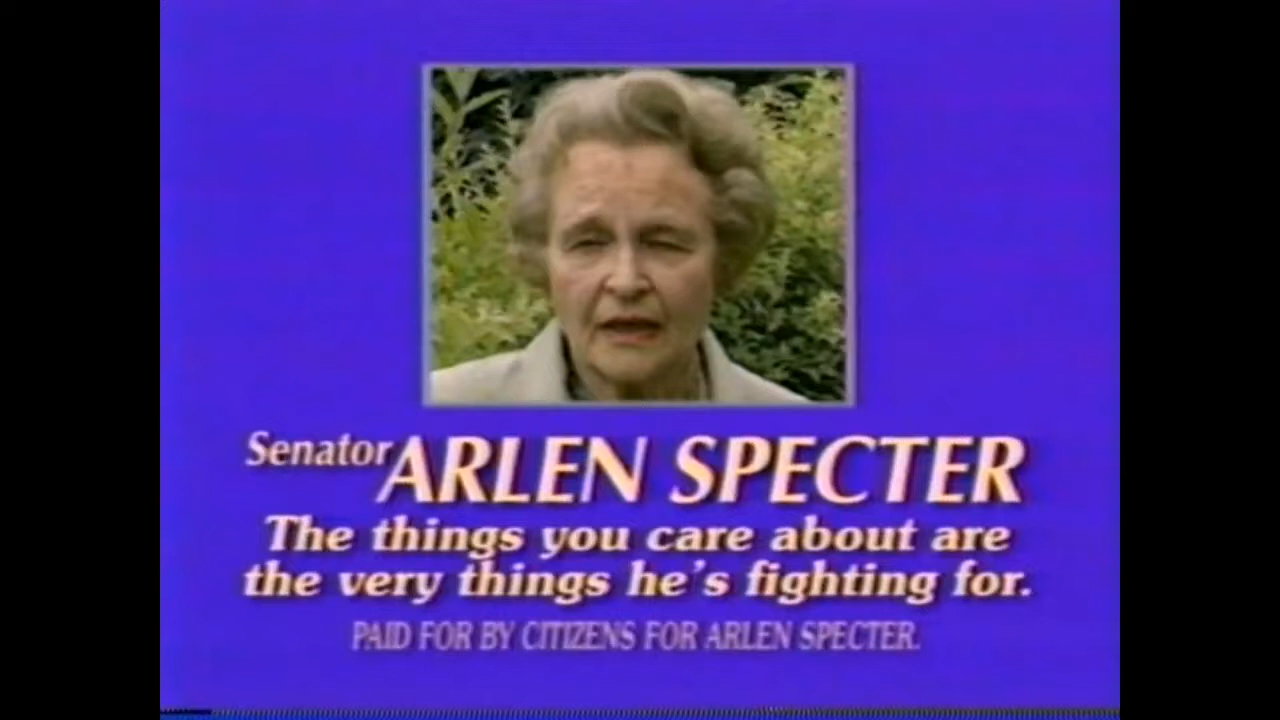 Senator ARLEN SPECTER
The things you care about are
the very things he's fighting for.
PAID FOR BY CITIZENS FOR ARLEN SPECTER.